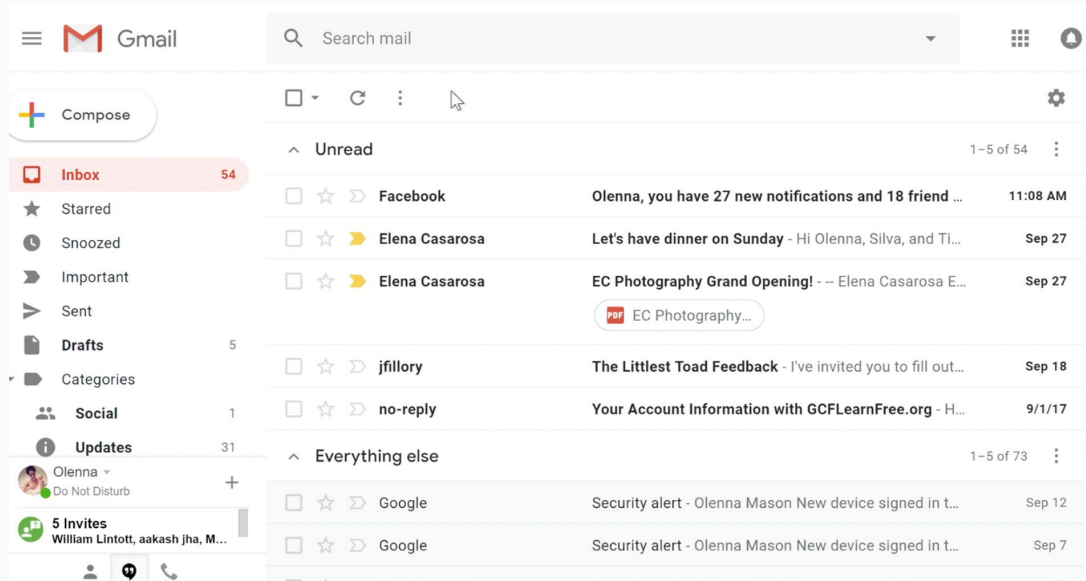 Gmail
Search mail
Compose
Inbox 54
Starred
Snoozed
Important
Sent
Drafts 5
Categories
Social 1
Updates 31
Olenna
Do Not Disturb
5 Invites
William Lintott, aakash jha, M...
Unread 1–5 of 54
Facebook Olenna, you have 27 new notifications and 18 friend ... 11:08 AM
Elena Casarosa Let's have dinner on Sunday - Hi Olenna, Silva, and Ti... Sep 27
Elena Casarosa EC Photography Grand Opening! - -- Elena Casarosa E... Sep 27
PDF EC Photography...
jfillory The Littlest Toad Feedback - I've invited you to fill out... Sep 18
no-reply Your Account Information with GCFLearnFree.org - H... 9/1/17
Everything else 1–5 of 73
Google Security alert - Olenna Mason New device signed in t... Sep 12
Google Security alert - Olenna Mason New device signed in t... Sep 7